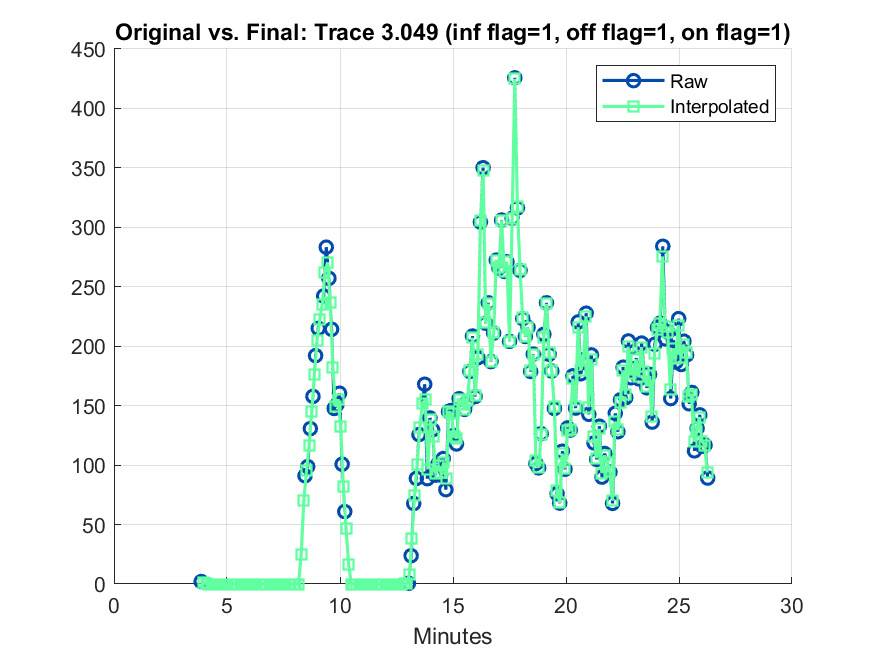 Original vs. Final: Trace 3.049 (inf flag=1, off flag=1, on flag=1)
450
400
350
300
250
200
150
100
50
0
Raw
Interpolated
0 5 10 15 20 25 30
Minutes